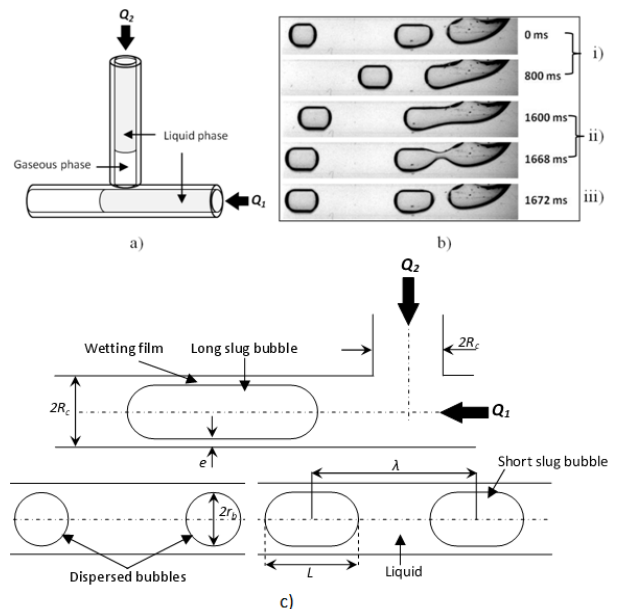 Q2
Liquid phase
Gaseous phase
Q1
a)
0 ms
i)
800 ms
1600 ms
ii)
1668 ms
1672 ms
iii)
b)
Q2
Wetting film
Long slug bubble
2Rc
2Rc
Q1
e
λ
Short slug bubble
2rb
Dispersed bubbles
L
Liquid
c)